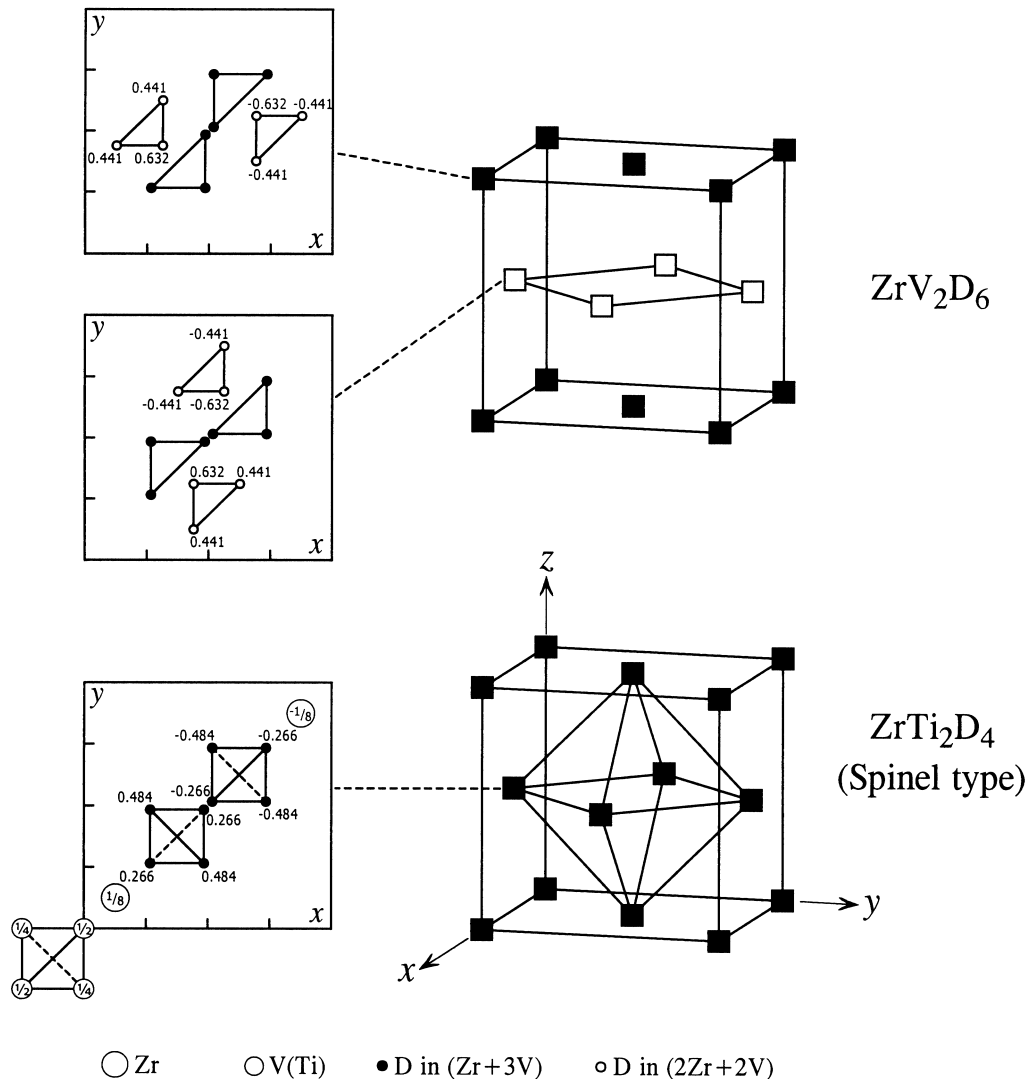 y
0.441
-0.632 -0.441
0.441 0.632
-0.441
x
ZrV₂D₆
y
-0.441
-0.441 -0.632
0.632 0.441
0.441
x
z
y
-1/8
-0.484 -0.266
ZrTi₂D₄
(Spinel type)
-0.266
0.484
0.266 -0.484
0.266 0.484
1/8
x
y
1/4 1/2
1/2 1/4
x
Zr V(Ti) D in (Zr+3V) D in (2Zr+2V)